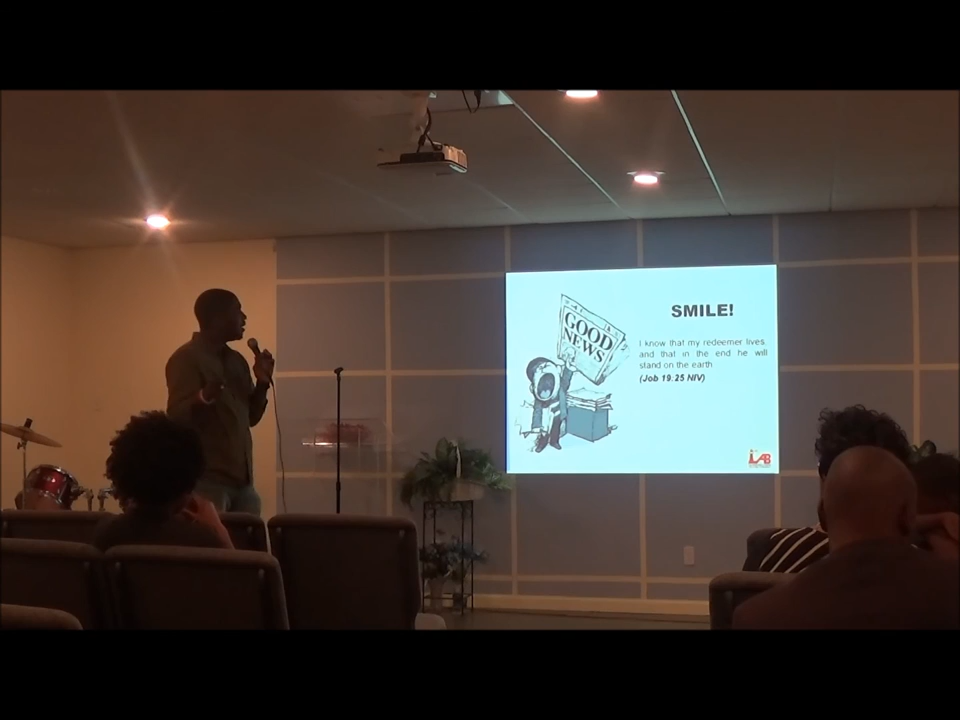 GOOD
NEWS
SMILE!
I know that my redeemer lives
and that in the end he will
stand on the earth
(Job 19:25 NIV)
LAB